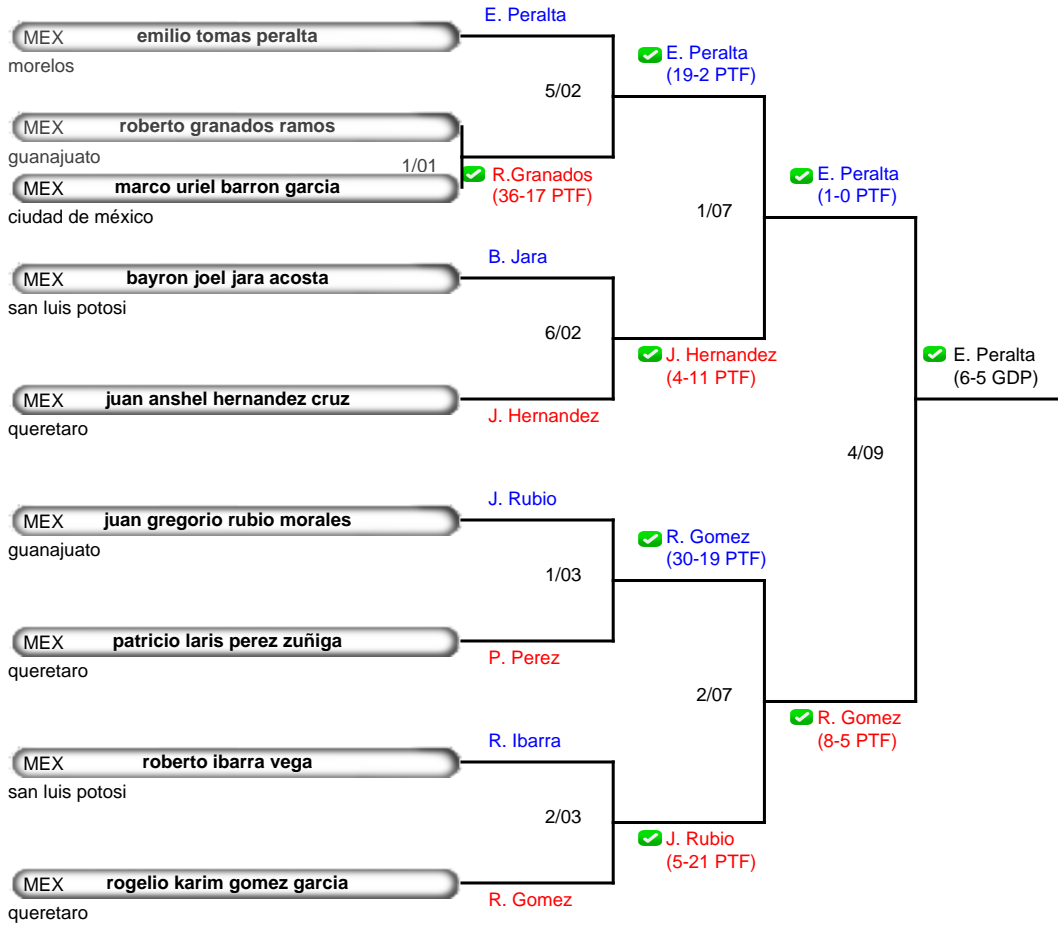 E. Peralta
MEX emilio tomas peralta
morelos
E. Peralta
(19-2 PTF)
5/02
MEX roberto granados ramos
guanajuato
1/01
R.Granados
(36-17 PTF)
MEX marco uriel barron garcia
ciudad de méxico
E. Peralta
(1-0 PTF)
1/07
B. Jara
MEX bayron joel jara acosta
san luis potosi
6/02
J. Hernandez
(4-11 PTF)
E. Peralta
(6-5 GDP)
MEX juan anshel hernandez cruz
J. Hernandez
queretaro
4/09
J. Rubio
MEX juan gregorio rubio morales
guanajuato
R. Gomez
(30-19 PTF)
1/03
MEX patricio laris perez zuñiga
P. Perez
queretaro
2/07
R. Gomez
(8-5 PTF)
R. Ibarra
MEX roberto ibarra vega
san luis potosi
2/03
J. Rubio
(5-21 PTF)
MEX rogelio karim gomez garcia
R. Gomez
queretaro